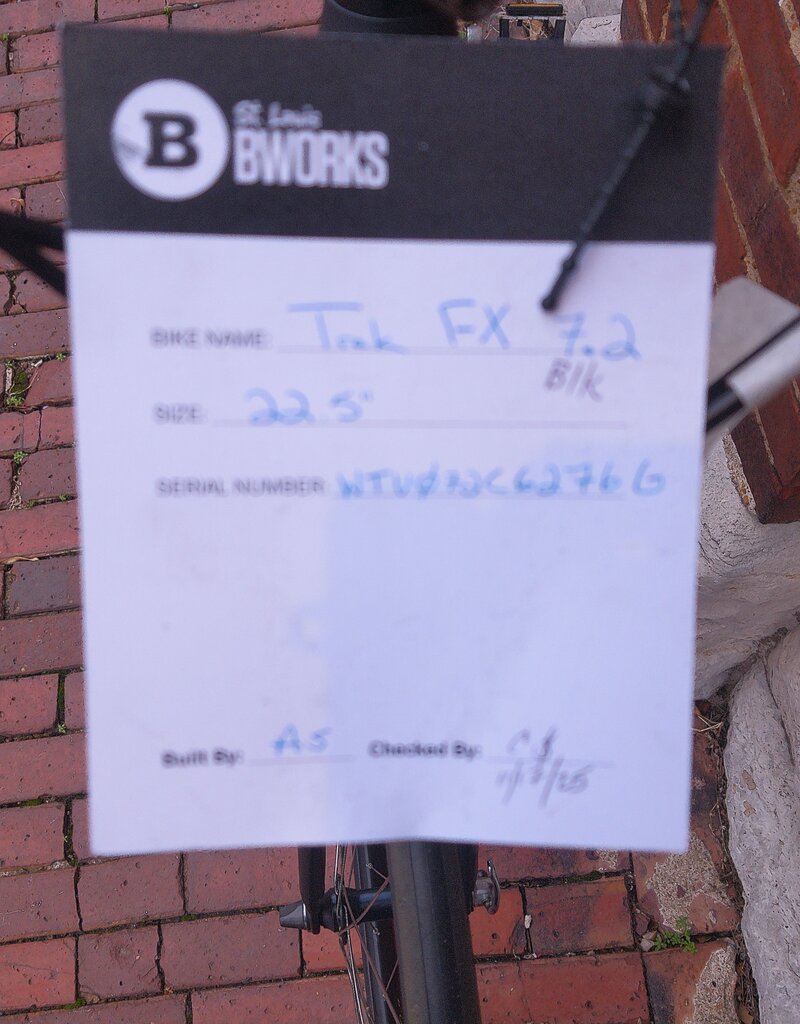 B St. Louis
BWORKS
BIKE NAME: Trek FX 7.2
Blk
SIZE: 22.5"
SERIAL NUMBER:
Built By: AS Checked By: